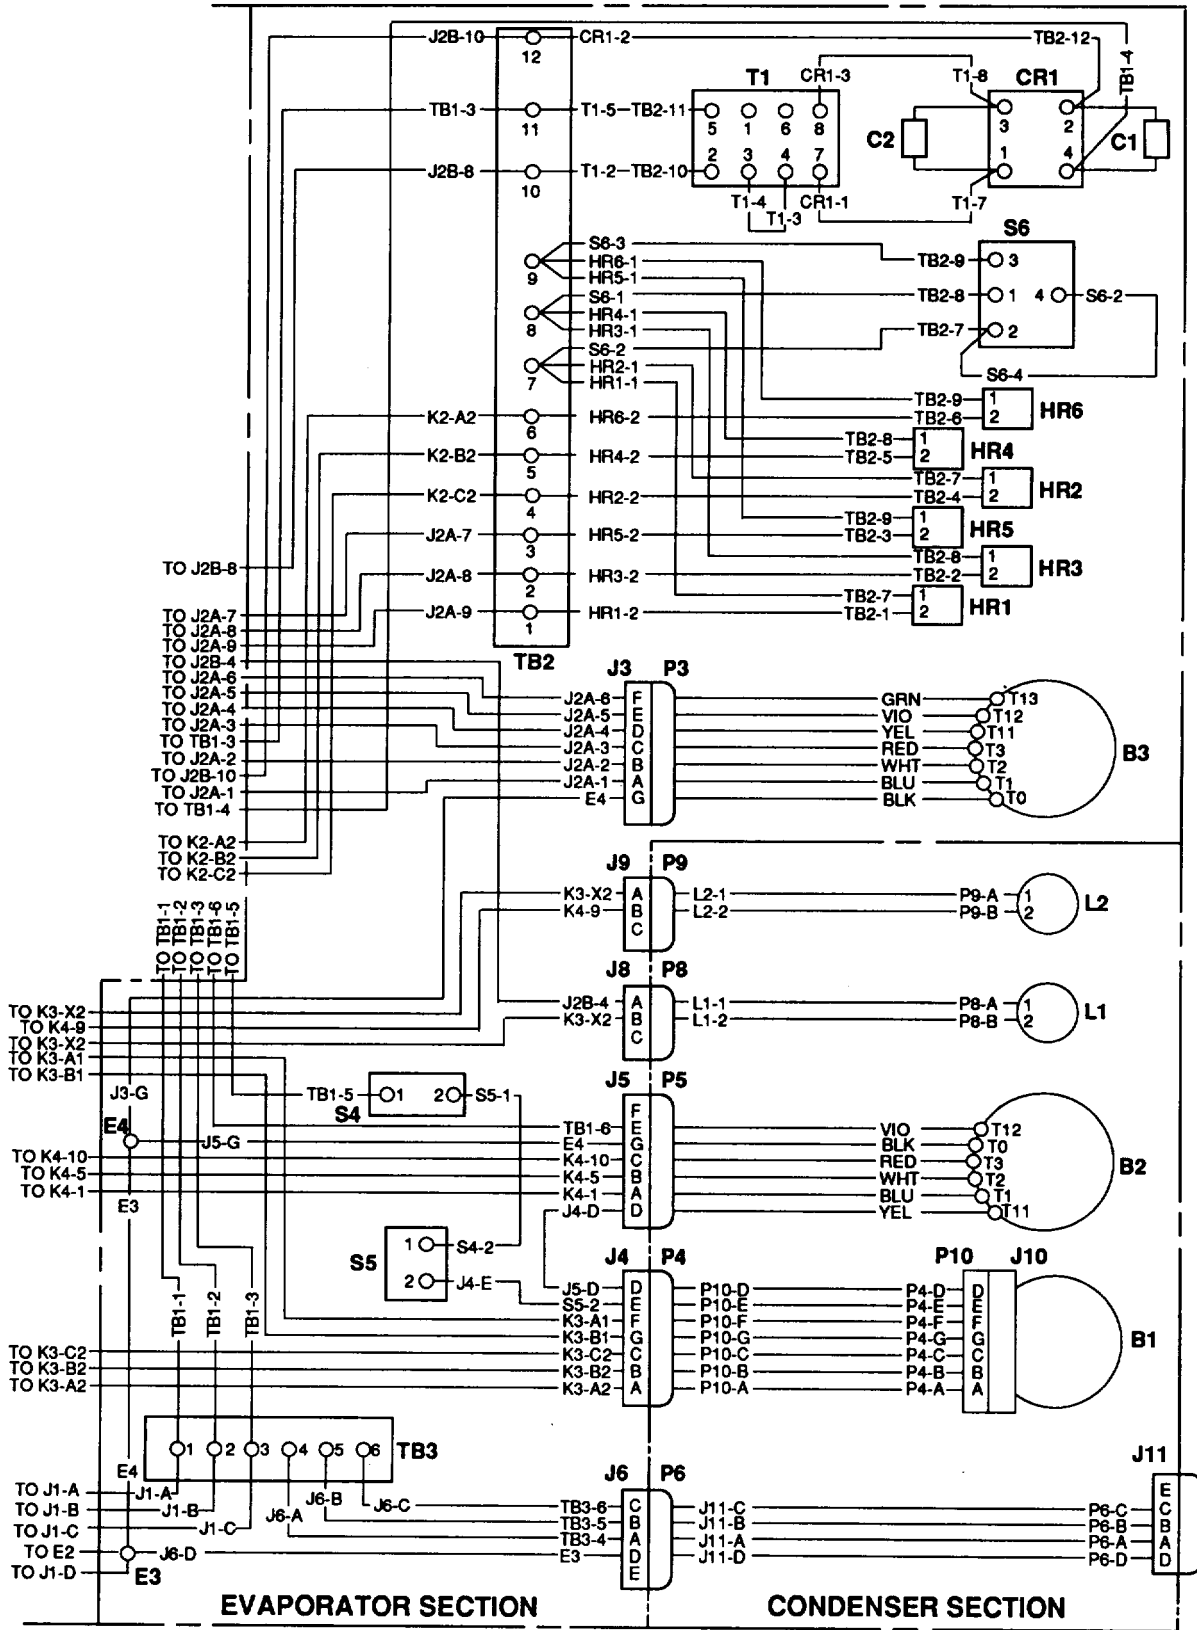 J2B-10 CR1-2 TB2-12
12
TB1-4
T1 CR1-3 T1-8 CR1
TB1-3 T1-5 TB2-11
11
5 1 6 8
3 2
C2 C1
J2B-8 T1-2 TB2-10
10
2 3 4 7
1 4
T1-4 T1-3 CR1-1 T1-7
S6
S6-3
HR6-1
HR5-1
9
TB2-9 3
S6-1
HR4-1
HR3-1
8
TB2-8 1 4 S6-2
S6-2
HR2-1
HR1-1
7
TB2-7 2
S6-4
K2-A2 HR6-2
6
TB2-9 1
TB2-6 2
HR6
K2-B2 HR4-2
5
TB2-8 1
TB2-5 2
HR4
K2-C2 HR2-2
4
TB2-7 1
TB2-4 2
HR2
J2A-7 HR5-2
3
TB2-9 1
TB2-3 2
HR5
J2A-8 HR3-2
2
TB2-8 1
TB2-2 2
HR3
J2A-9 HR1-2
1
TB2-7 1
TB2-1 2
HR1
TB2
TO J2B-8
TO J2A-7
TO J2A-8
TO J2A-9
TO J2B-4
TO J2A-6
TO J2A-5
TO J2A-4
TO J2A-3
TO TB1-3
TO J2A-2
TO J2B-10
TO J2A-1
TO TB1-4
TO K2-A2
TO K2-B2
TO K2-C2
J3 P3
J2A-6 F GRN T13
J2A-5 E VIO T12
J2A-4 D YEL T11
J2A-3 C RED T3
J2A-2 B WHT T2
J2A-1 A BLU T1
E4 G BLK T0
B3
TO TB1-1
TO TB1-2
TO TB1-3
TO TB1-6
TO TB1-5
J9 P9
K3-X2 A L2-1 P9-A 1
K4-9 B L2-2 P9-B 2
C
L2
J8 P8
J2B-4 A L1-1 P8-A 1
K3-X2 B L1-2 P8-B 2
C
L1
TO K3-X2
TO K4-9
TO K3-X2
TO K3-A1
TO K3-B1
J3-G
TB1-5 1 2 S5-1
S4
E4
J5-G
J5 P5
F
TB1-6 E VIO T12
E4 G BLK T0
K4-10 C RED T3
K4-5 B WHT T2
K4-1 A BLU T1
J4-D D YEL T11
B2
TO K4-10
TO K4-5
TO K4-1
E3
S5
1 S4-2
2 J4-E
J4 P4 P10 J10
J5-D D P10-D P4-D D
S5-2 E P10-E P4-E E
K3-A1 F P10-F P4-F F
K3-B1 G P10-G P4-G G
K3-C2 C P10-C P4-C C
K3-B2 B P10-B P4-B B
K3-A2 A P10-A P4-A A
B1
TB1-1
TB1-2
TB1-3
TO K3-C2
TO K3-B2
TO K3-A2
1 2 3 4 5 6 TB3
E4
TO J1-A J1-A
TO J1-B J1-B
TO J1-C J1-C
TO E2 J6-D
TO J1-D
E3
J6-A
J6-B
J6-C
J6 P6 J11
E
TB3-6 C J11-C P6-C C
TB3-5 B J11-B P6-B B
TB3-4 A J11-A P6-A A
E3 D J11-D P6-D D
E
EVAPORATOR SECTION CONDENSER SECTION